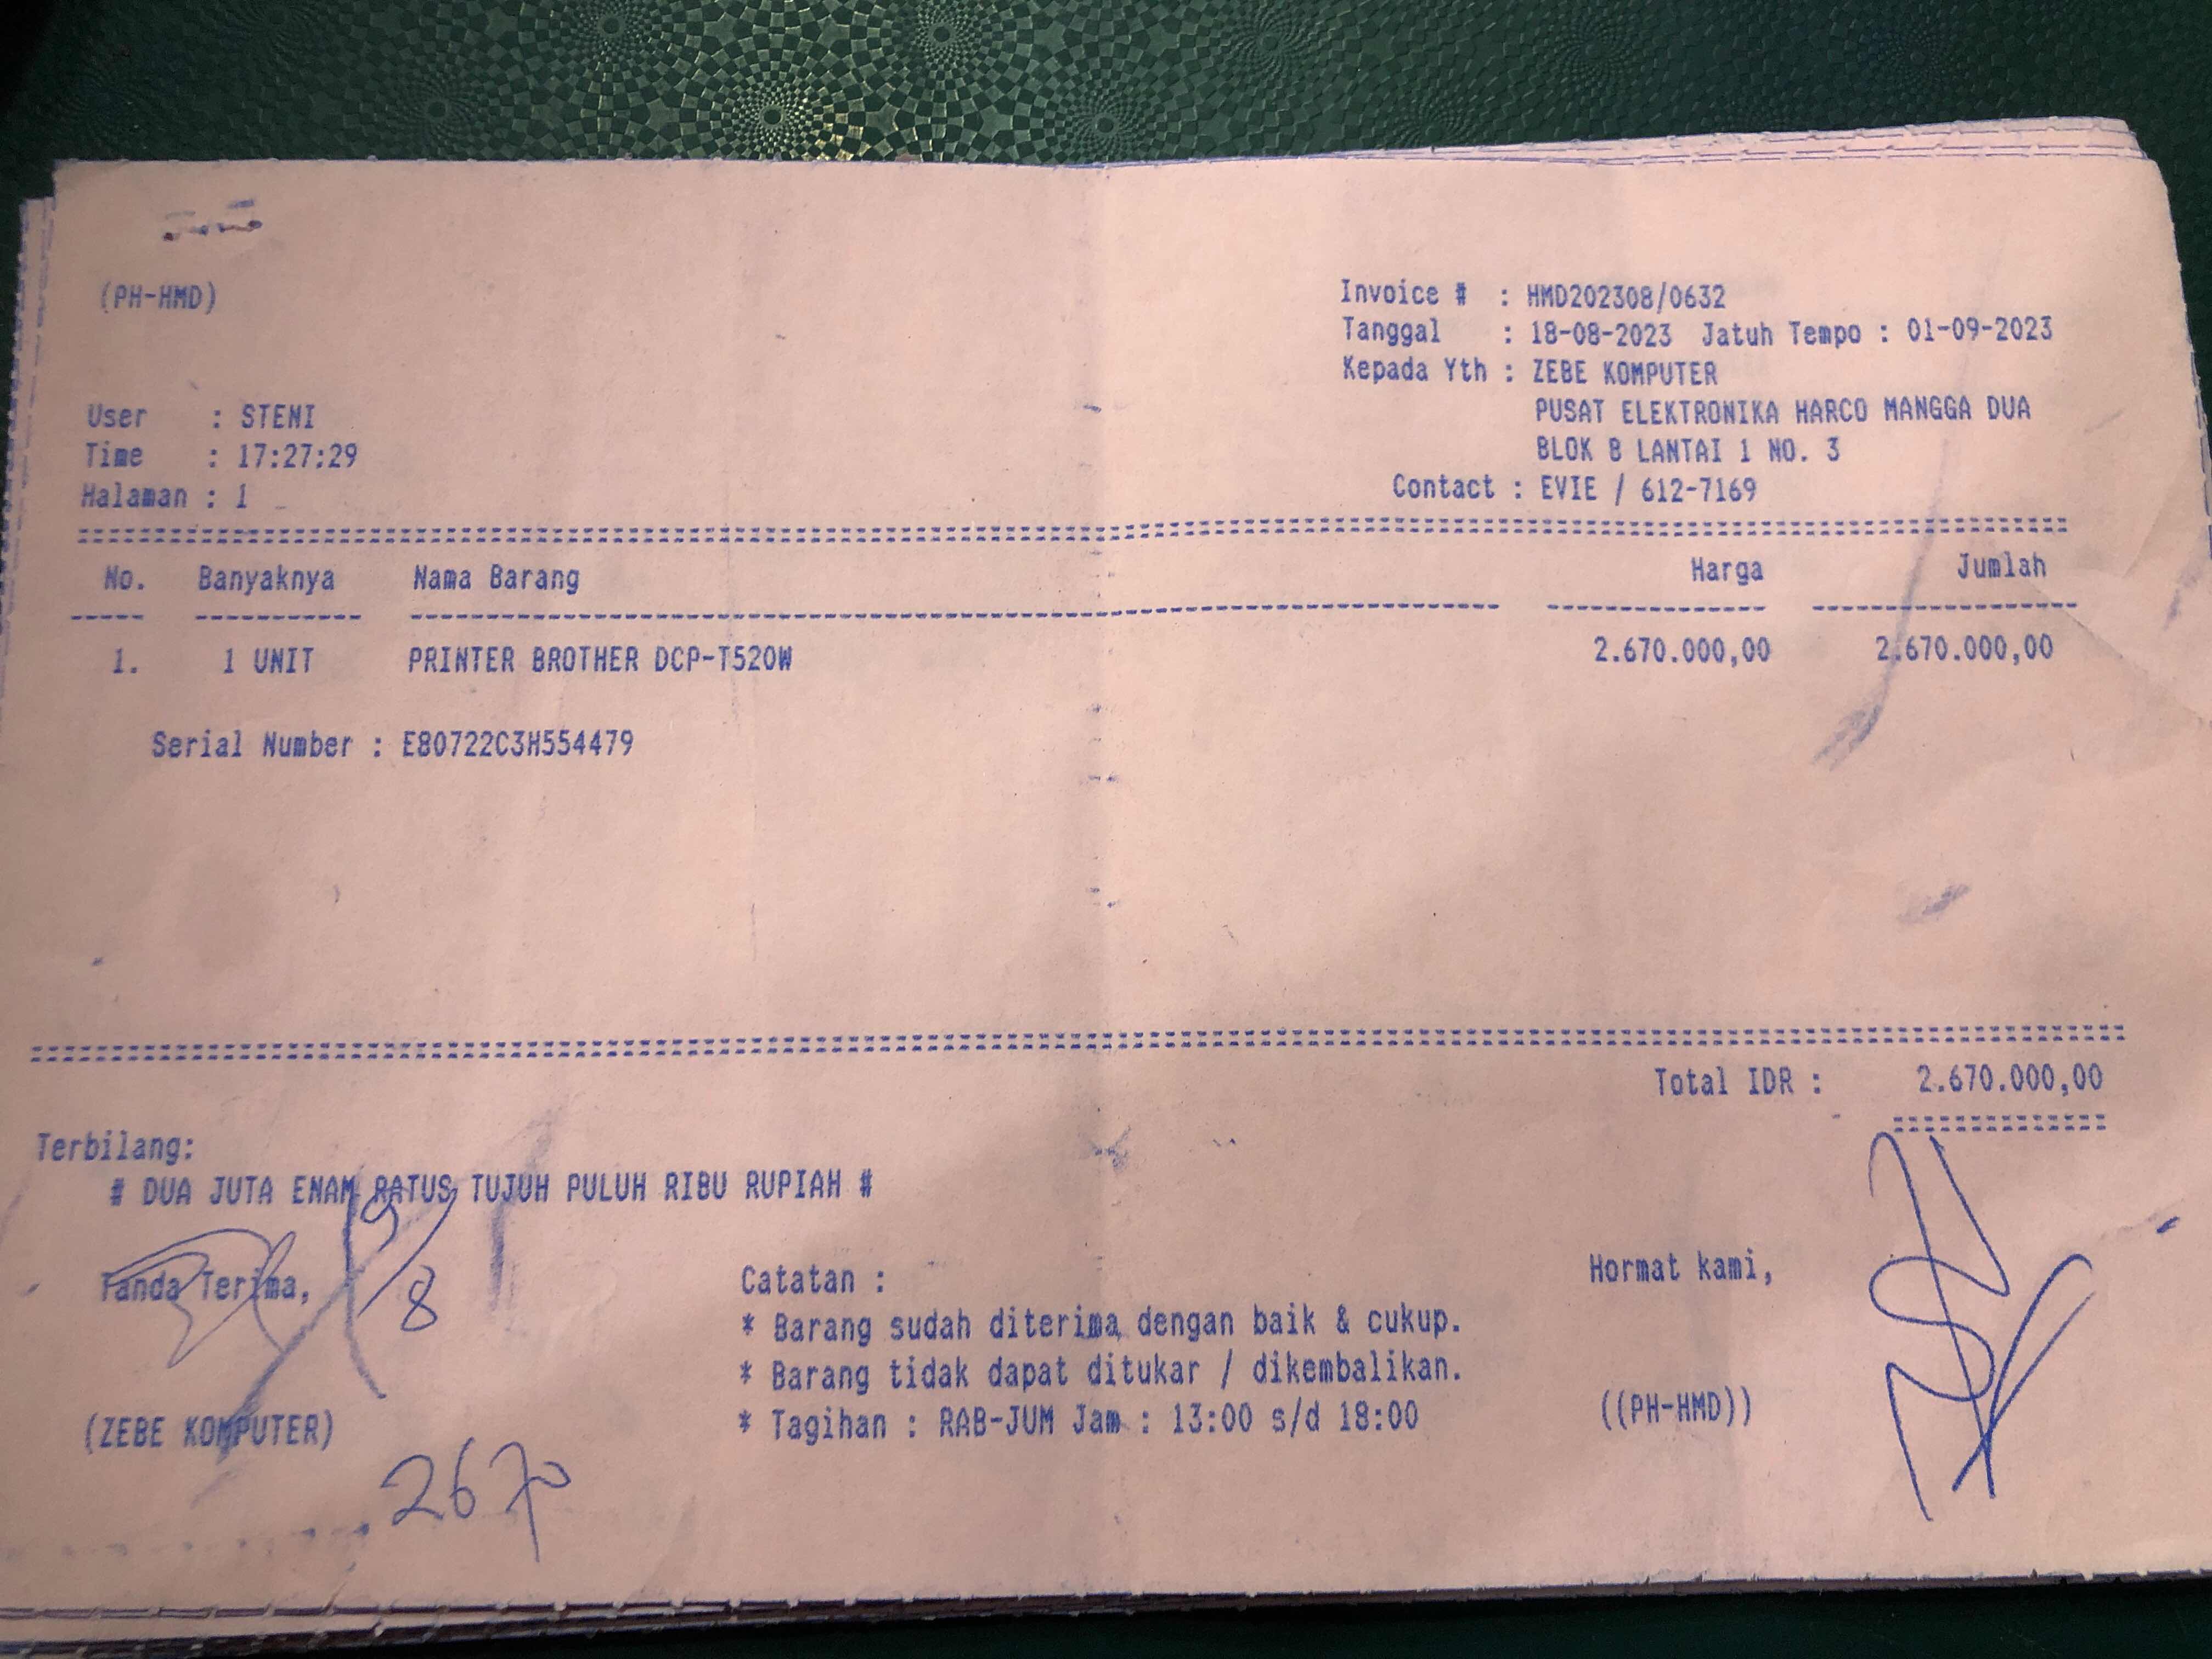 (PH-HMD)
Invoice # : HMD202308/0632
Tanggal : 18-08-2023 Jatuh Tempo : 01-09-2023
Kepada Yth : ZEBE KOMPUTER
PUSAT ELEKTRONIKA HARCO MANGGA DUA
BLOK B LANTAI 1 NO. 3
Contact : EVIE / 612-7169
User : STENI
Time : 17:27:29
Halaman : 1
No. Banyaknya Nama Barang Harga Jumlah
1. 1 UNIT PRINTER BROTHER DCP-T520W 2.670.000,00 2.670.000,00
Serial Number : E80722C3H554479
Total IDR : 2.670.000,00
Terbilang:
# DUA JUTA ENAM RATUS TUJUH PULUH RIBU RUPIAH #
Tanda Terima,
(ZEBE KOMPUTER)
2670
Catatan :
* Barang sudah diterima dengan baik & cukup.
* Barang tidak dapat ditukar / dikembalikan.
* Tagihan : RAB-JUM Jam : 13:00 s/d 18:00
Hormat kami,
((PH-HMD))